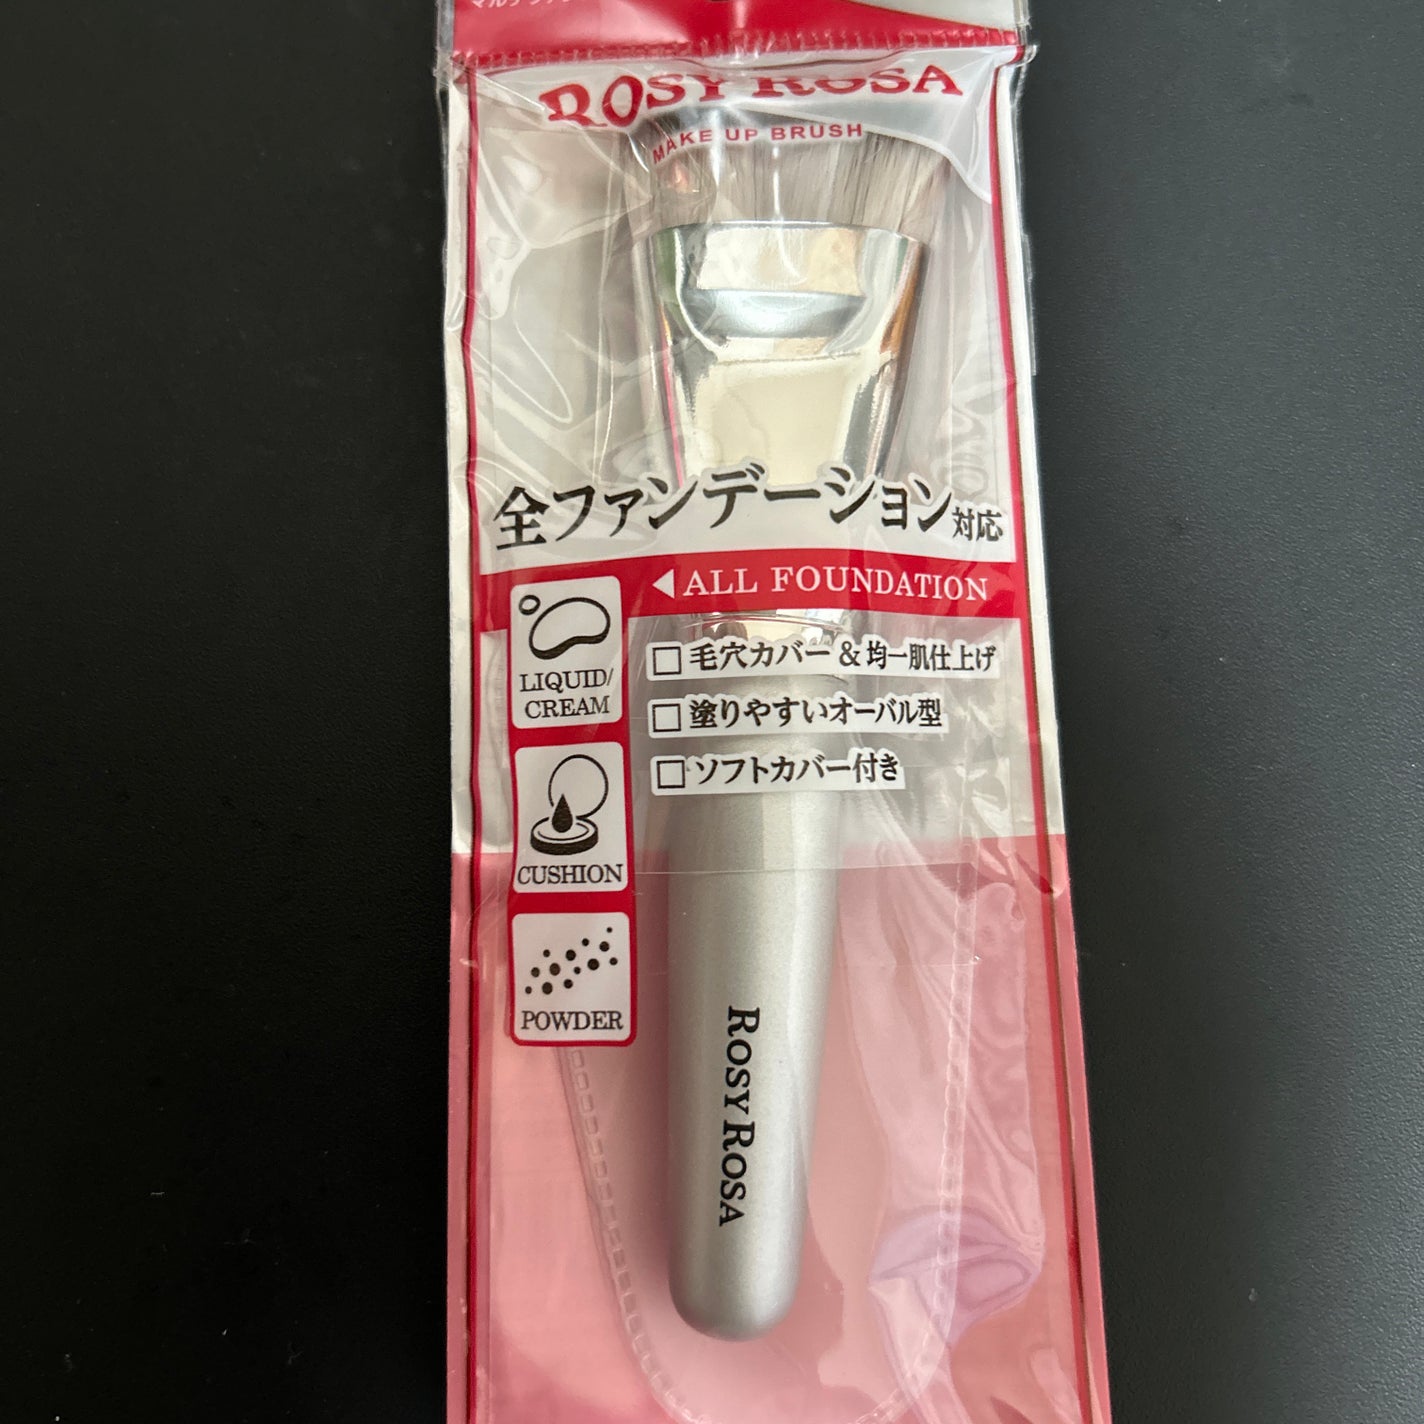 ROSY ROSA
MAKE UP BRUSH
全ファンデーション対応
◀ALL FOUNDATION
LIQUID/
CREAM
□毛穴カバー&均一肌仕上げ
□塗りやすいオーバル型
□ソフトカバー付き
CUSHION
POWDER
ROSY ROSA